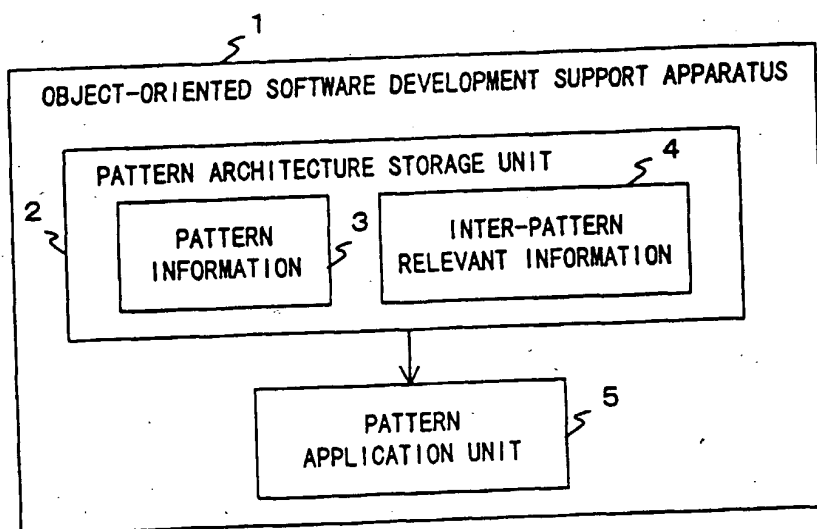 1
OBJECT-ORIENTED SOFTWARE DEVELOPMENT SUPPORT APPARATUS
PATTERN ARCHITECTURE STORAGE UNIT
4
2
PATTERN
INFORMATION
3
INTER-PATTERN
RELEVANT INFORMATION
PATTERN
APPLICATION UNIT
5